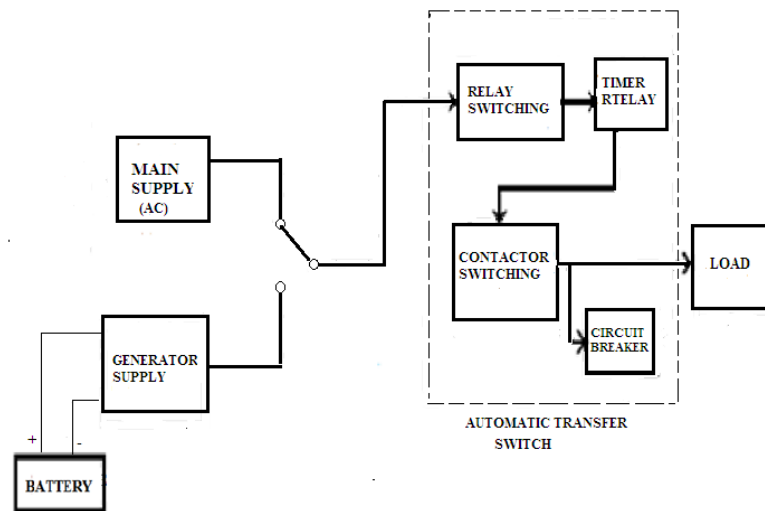 MAIN
SUPPLY
(AC)
GENERATOR
SUPPLY
+
-
BATTERY
RELAY
SWITCHING
TIMER
RTELAY
CONTACTOR
SWITCHING
CIRCUIT
BREAKER
LOAD
AUTOMATIC TRANSFER
SWITCH